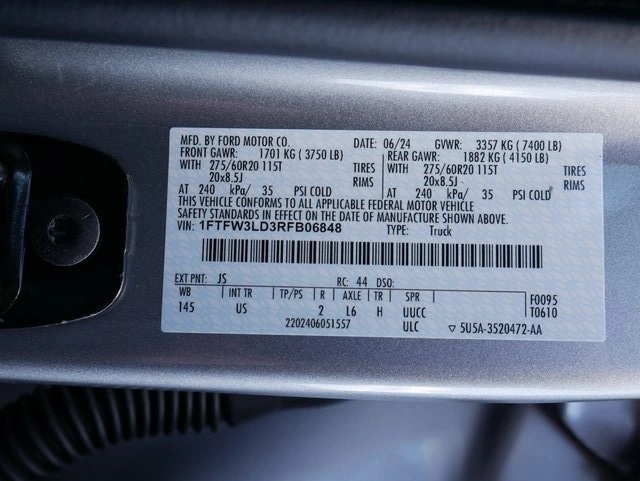 MFD. BY FORD MOTOR CO. DATE: 06/24 GVWR: 3357 KG ( 7400 LB)
FRONT GAWR: 1701 KG ( 3750 LB) REAR GAWR: 1882 KG ( 4150 LB)
WITH 275/60R20 115T TIRES WITH 275/60R20 115T TIRES
20x8.5J RIMS 20x8.5J RIMS
AT 240 kPa/ 35 PSI COLD AT 240 kPa/ 35 PSI COLD
THIS VEHICLE CONFORMS TO ALL APPLICABLE FEDERAL MOTOR VEHICLE
SAFETY STANDARDS IN EFFECT ON THE DATE OF MANUFACTURE SHOWN ABOVE.
VIN: 1FTFW3LD3RFB06848 TYPE: Truck
EXT PNT: JS RC: 44 DSO:
WB INT TR TP/PS R AXLE TR SPR F0095
145 US 2 L6 H UUCC T0610
2202406051557 ULC ▽ 5U5A-3520472-AA